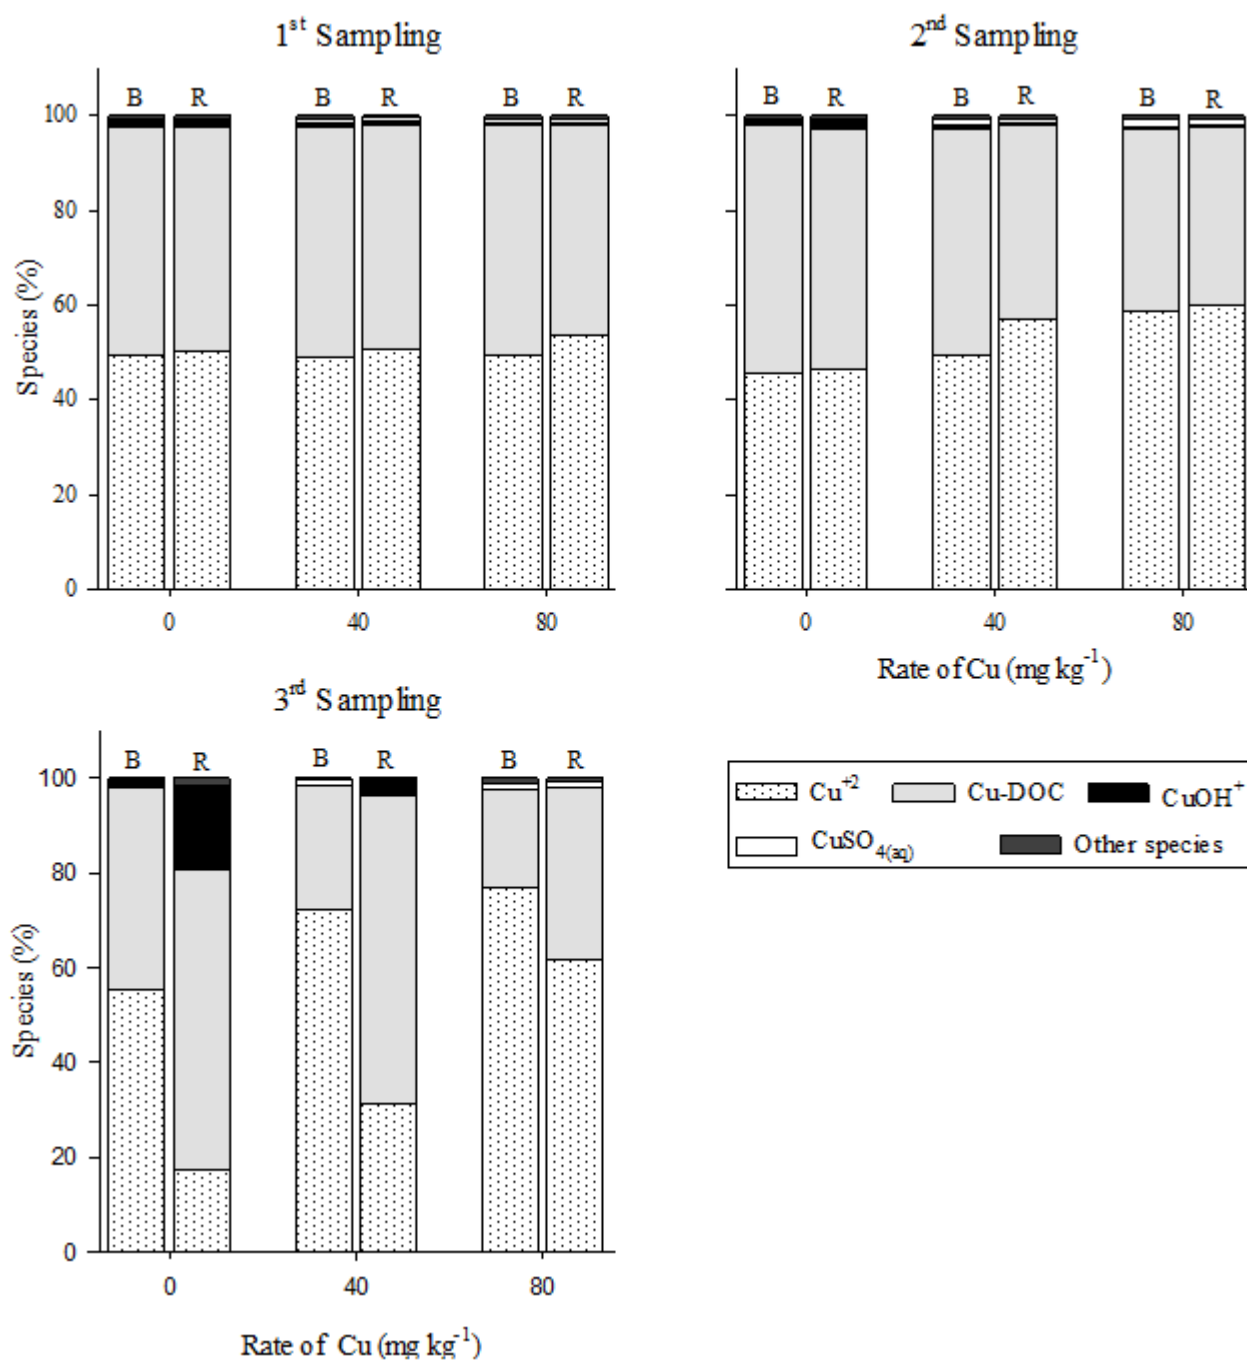 1st Sampling
B R B R B R
100
80
60
40
20
0
Species (%)
0 40 80
2nd Sampling
B R B R B R
0 40 80
Rate of Cu (mg kg-1)
3rd Sampling
B R B R B R
100
80
60
40
20
0
Species (%)
0 40 80
Rate of Cu (mg kg-1)
Cu+2 Cu-DOC CuOH+
CuSO4(aq) Other species